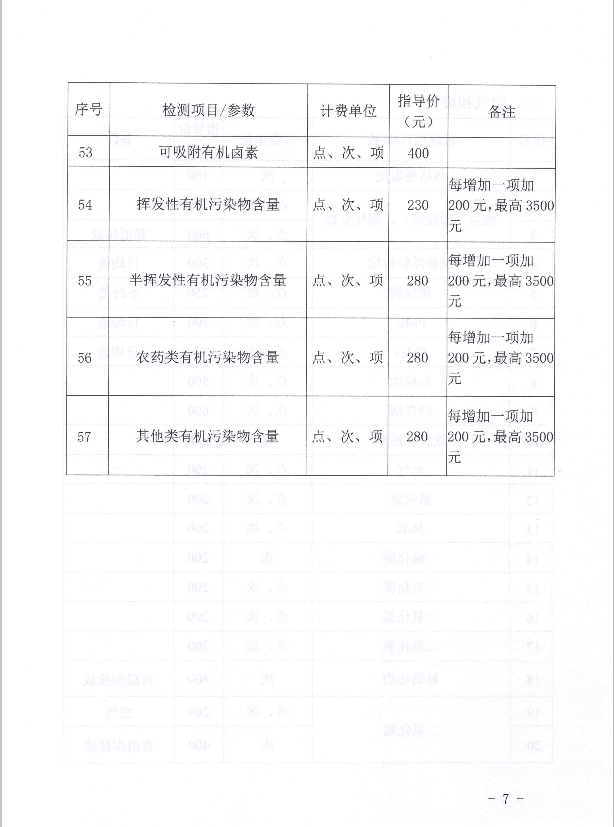 序号 检测项目/参数 计费单位 指导价（元） 备注
53 可吸附有机卤素 点、次、项 400
54 挥发性有机污染物含量 点、次、项 230 每增加一项加
200元,最高3500
元
55 半挥发性有机污染物含量 点、次、项 280 每增加一项加
200元,最高3500
元
56 农药类有机污染物含量 点、次、项 280 每增加一项加
200元,最高3500
元
57 其他类有机污染物含量 点、次、项 280 每增加一项加
200元,最高3500
元
- 7 -